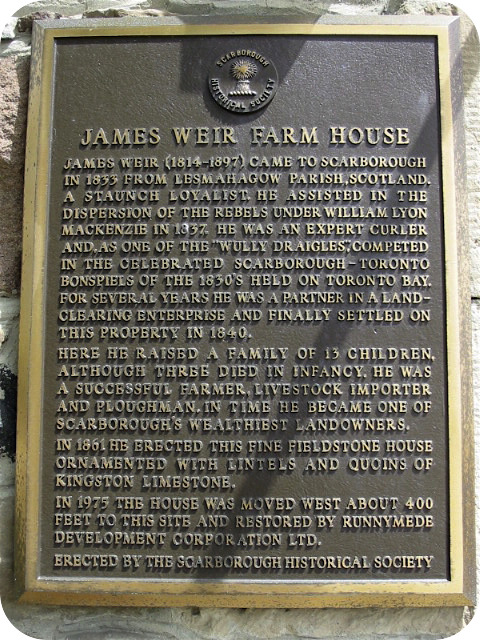 SCARBOROUGH
HISTORICAL SOCIETY
JAMES WEIR FARM HOUSE
JAMES WEIR (1814-1897) CAME TO SCARBOROUGH
IN 1833 FROM LESMAHAGOW PARISH, SCOTLAND.
A STAUNCH LOYALIST, HE ASSISTED IN THE
DISPERSION OF THE REBELS UNDER WILLIAM LYON
MACKENZIE IN 1837. HE WAS AN EXPERT CURLER
AND, AS ONE OF THE "WULLY DRAIGLES", COMPETED
IN THE CELEBRATED SCARBOROUGH-TORONTO
BONSPIELS OF THE 1830'S HELD ON TORONTO BAY.
FOR SEVERAL YEARS HE WAS A PARTNER IN A LAND-
CLEARING ENTERPRISE AND FINALLY SETTLED ON
THIS PROPERTY IN 1840.
HERE HE RAISED A FAMILY OF 13 CHILDREN,
ALTHOUGH THREE DIED IN INFANCY. HE WAS
A SUCCESSFUL FARMER, LIVESTOCK IMPORTER
AND PLOUGHMAN. IN TIME HE BECAME ONE OF
SCARBOROUGH'S WEALTHIEST LANDOWNERS.
IN 1861 HE ERECTED THIS FINE FIELDSTONE HOUSE
ORNAMENTED WITH LINTELS AND QUOINS OF
KINGSTON LIMESTONE.
IN 1975 THE HOUSE WAS MOVED WEST ABOUT 400
FEET TO THIS SITE AND RESTORED BY RUNNYMEDE
DEVELOPMENT CORPORATION LTD.
ERECTED BY THE SCARBOROUGH HISTORICAL SOCIETY